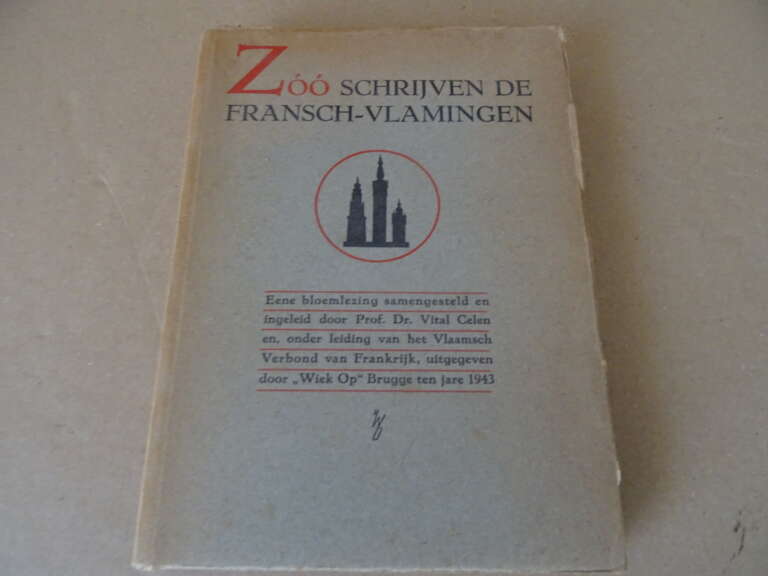 Zóó SCHRIJVEN DE
FRANSCH-VLAMINGEN
Eene bloemlezing samengesteld en
ingeleid door Prof. Dr. Vital Celen
en, onder leiding van het Vlaamsch
Verbond van Frankrijk, uitgegeven
door „Wiek Op" Brugge ten jare 1943